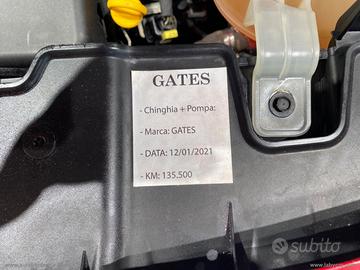 GATES
- Chinghia + Pompa:
- Marca: GATES
- DATA: 12/01/2021
- KM: 135.500
subito